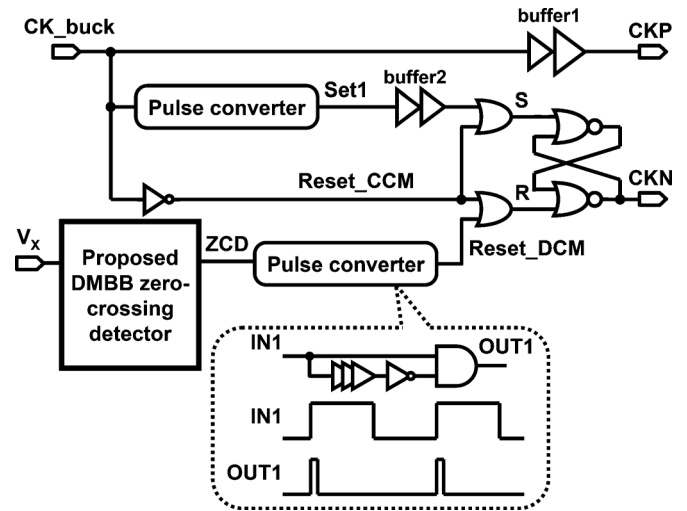 buffer1
CK_buck
CKP
Set1
buffer2
Pulse converter
S
Reset_CCM
CKN
R
Vx
ZCD
Reset_DCM
Proposed
DMBB zero-
crossing
detector
Pulse converter
IN1
OUT1
IN1
OUT1